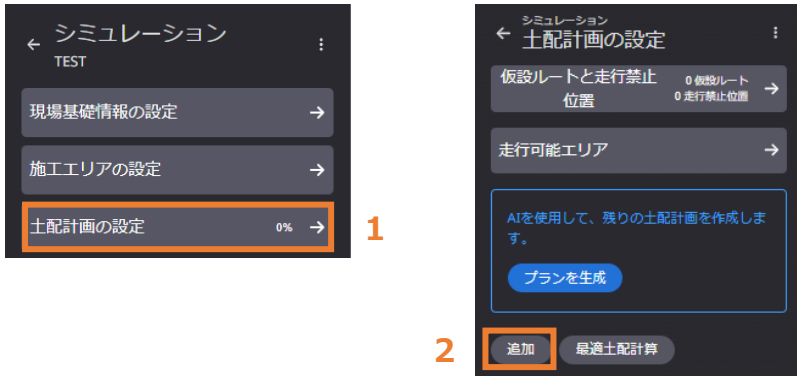 シミュレーション
TEST
現場基礎情報の設定
施工エリアの設定
土配計画の設定 0%
1
シミュレーション
土配計画の設定
仮設ルートと走行禁止
位置
0 仮設ルート
0 走行禁止位置
走行可能エリア
AIを使用して、残りの土配計画を作成しま
す。
プランを生成
2
追加 最適土配計算